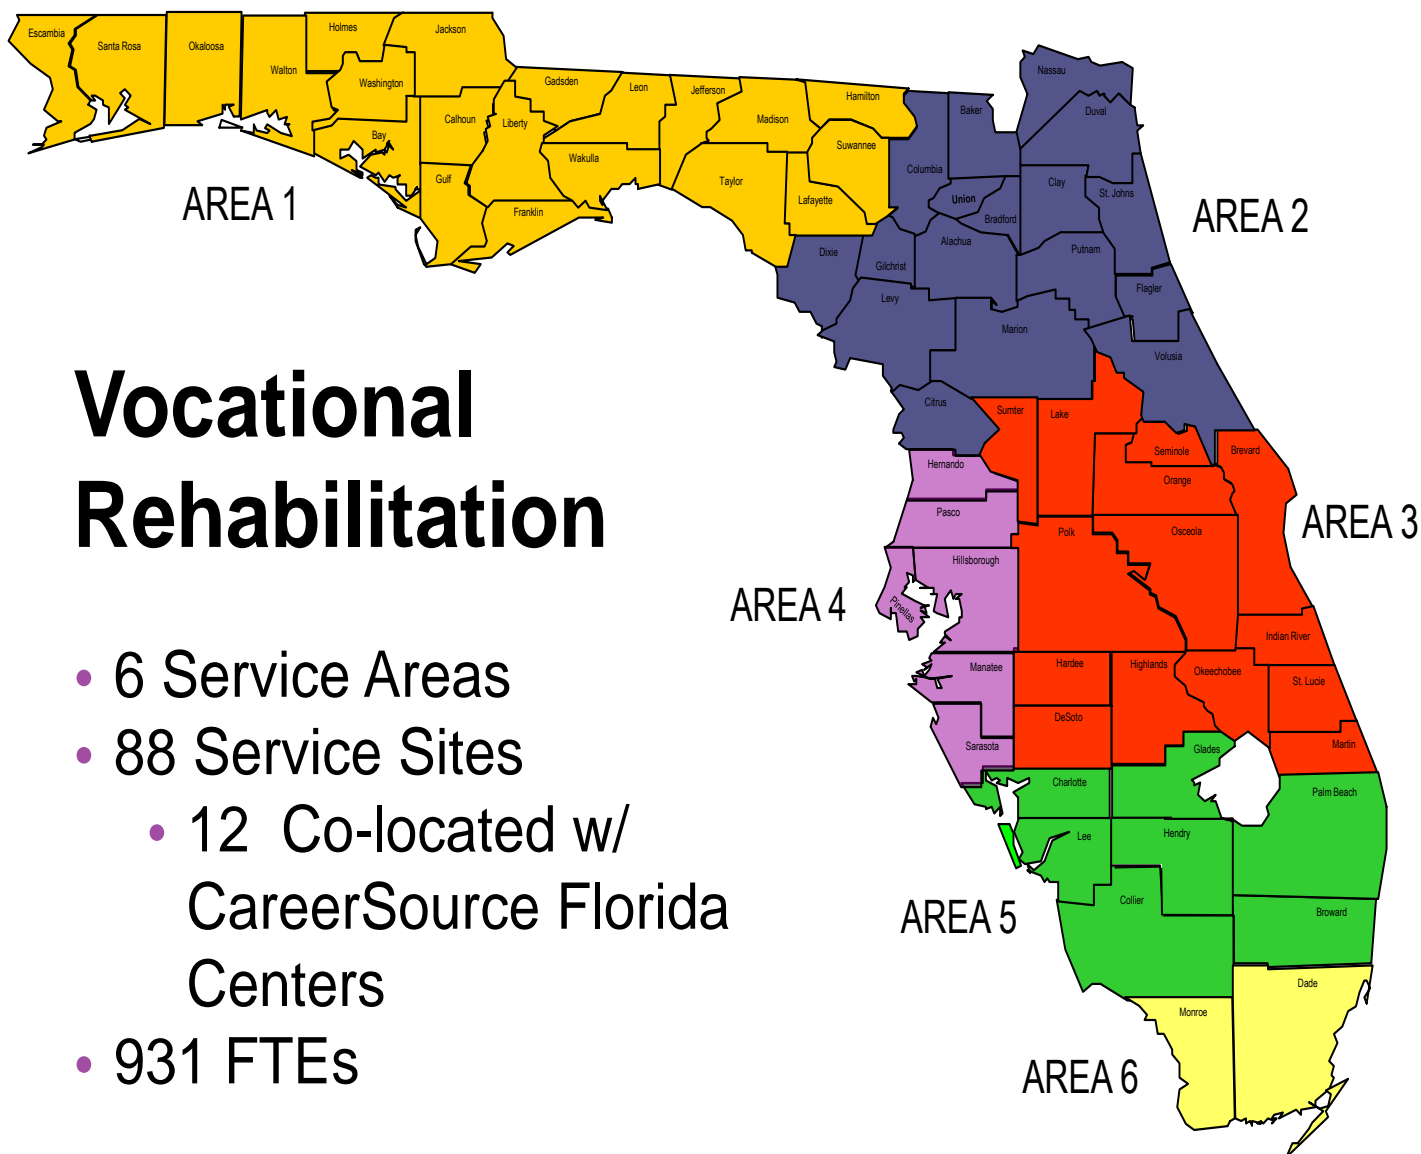 Escambia
Santa Rosa
Okaloosa
Walton
Holmes
Jackson
Washington
Bay
Calhoun
Gulf
Liberty
Gadsden
Franklin
Leon
Wakulla
Jefferson
Madison
Taylor
Hamilton
Suwannee
Lafayette
AREA 1
Nassau
Baker
Duval
Columbia
Union
Bradford
Clay
St. Johns
AREA 2
Dixie
Gilchrist
Alachua
Putnam
Flagler
Levy
Marion
Volusia
Citrus
Vocational
Rehabilitation
Sumter
Lake
Seminole
Brevard
Orange
Hernando
Pasco
Polk
Osceola
AREA 3
Hillsborough
Pinellas
AREA 4
Indian River
Manatee
Hardee
Highlands
Okeechobee
St. Lucie
DeSoto
Sarasota
Martin
• 6 Service Areas
• 88 Service Sites
• 12 Co-located w/
CareerSource Florida
Centers
• 931 FTEs
Glades
Charlotte
Palm Beach
Lee
Hendry
Collier
Broward
AREA 5
Dade
Monroe
AREA 6